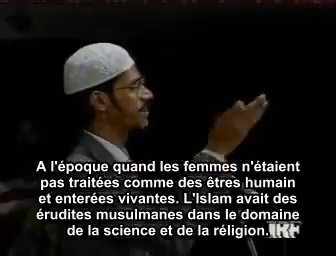 A l'époque quand les femmes n'étaient
pas traitées comme des êtres humain
et enterées vivantes. L'Islam avait des
érudites musulmanes dans le domaine
de la science et de la réligion.
IRF